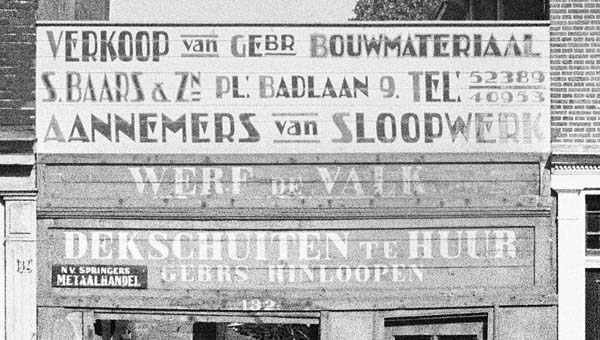 VERKOOP van GEBR BOUWMATERIAAL
S. BAARS & ZN PL. BADLAAN 9. TEL. 52389
40953
AANNEMERS van SLOOPWERK
WERF DE VALK
DEKSCHUITEN TE HUUR
N.V. SPRINGERS
METAALHANDEL
GEBRS HINLOOPEN
132
132